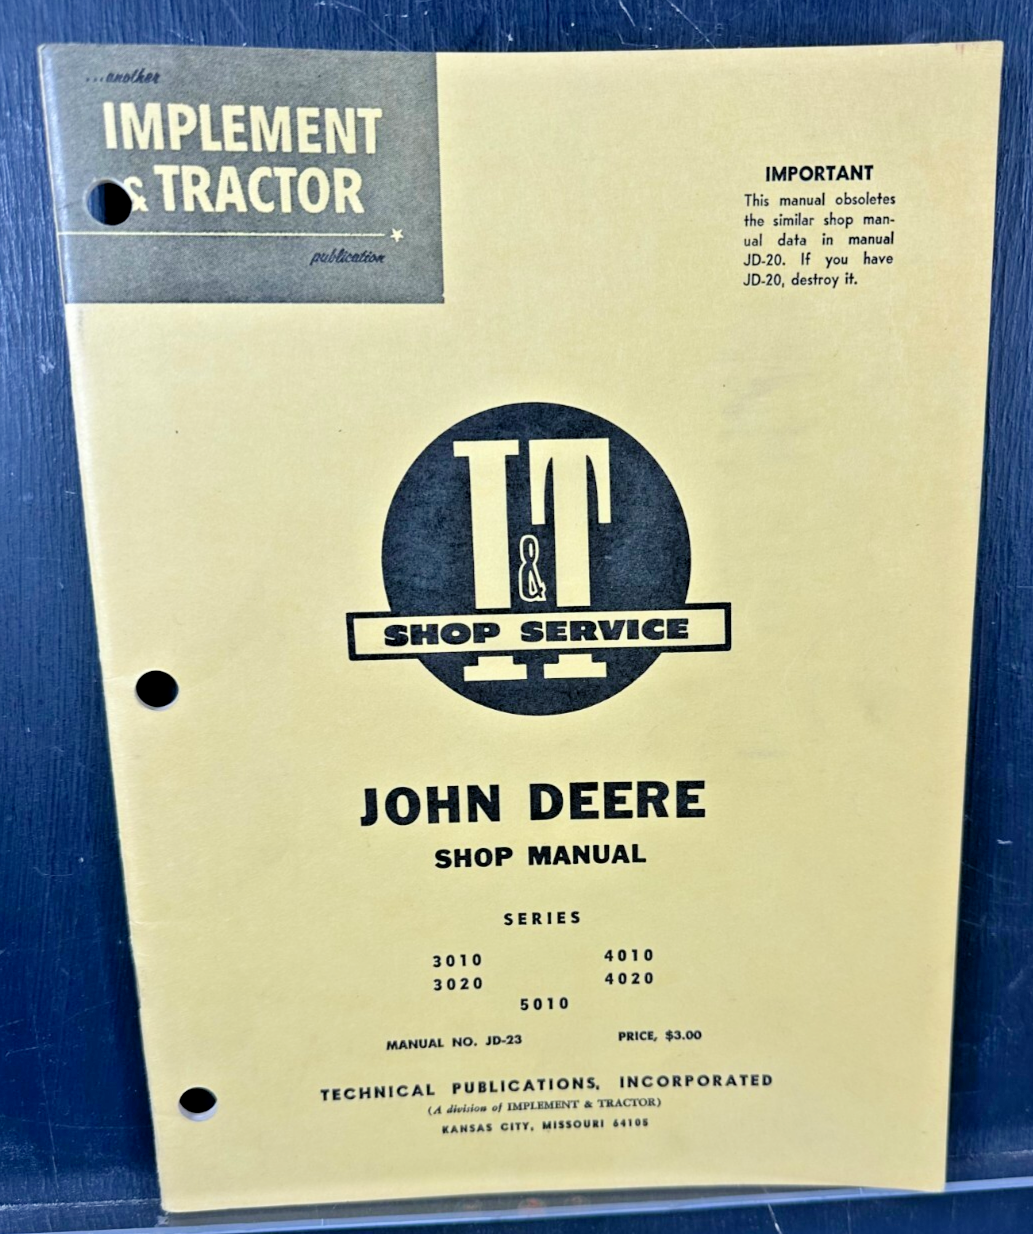 ...another
IMPLEMENT
& TRACTOR
publication
IMPORTANT
This manual obsoletes
the similar shop man-
ual data in manual
JD-20. If you have
JD-20, destroy it.
I&T
SHOP SERVICE
JOHN DEERE
SHOP MANUAL
SERIES
3010 4010
3020 4020
5010
MANUAL NO. JD-23 PRICE, $3.00
TECHNICAL PUBLICATIONS, INCORPORATED
(A division of IMPLEMENT & TRACTOR)
KANSAS CITY, MISSOURI 64105